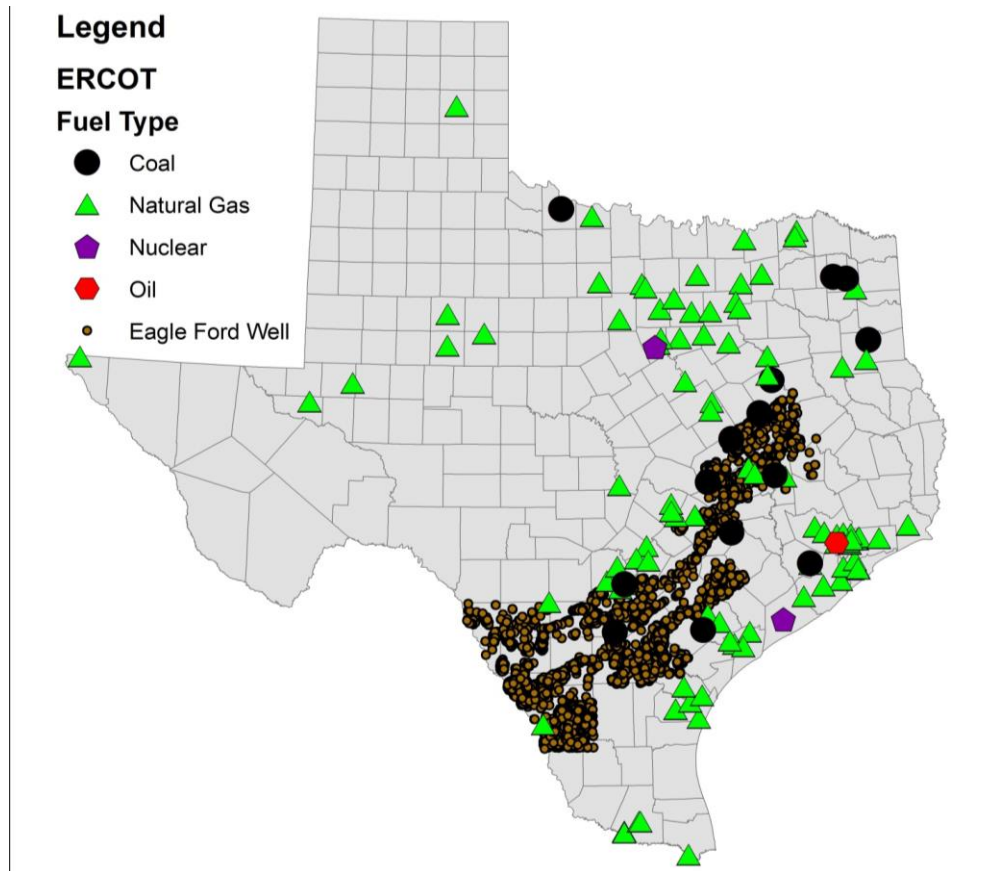 Legend
ERCOT
Fuel Type
Coal
Natural Gas
Nuclear
Oil
Eagle Ford Well